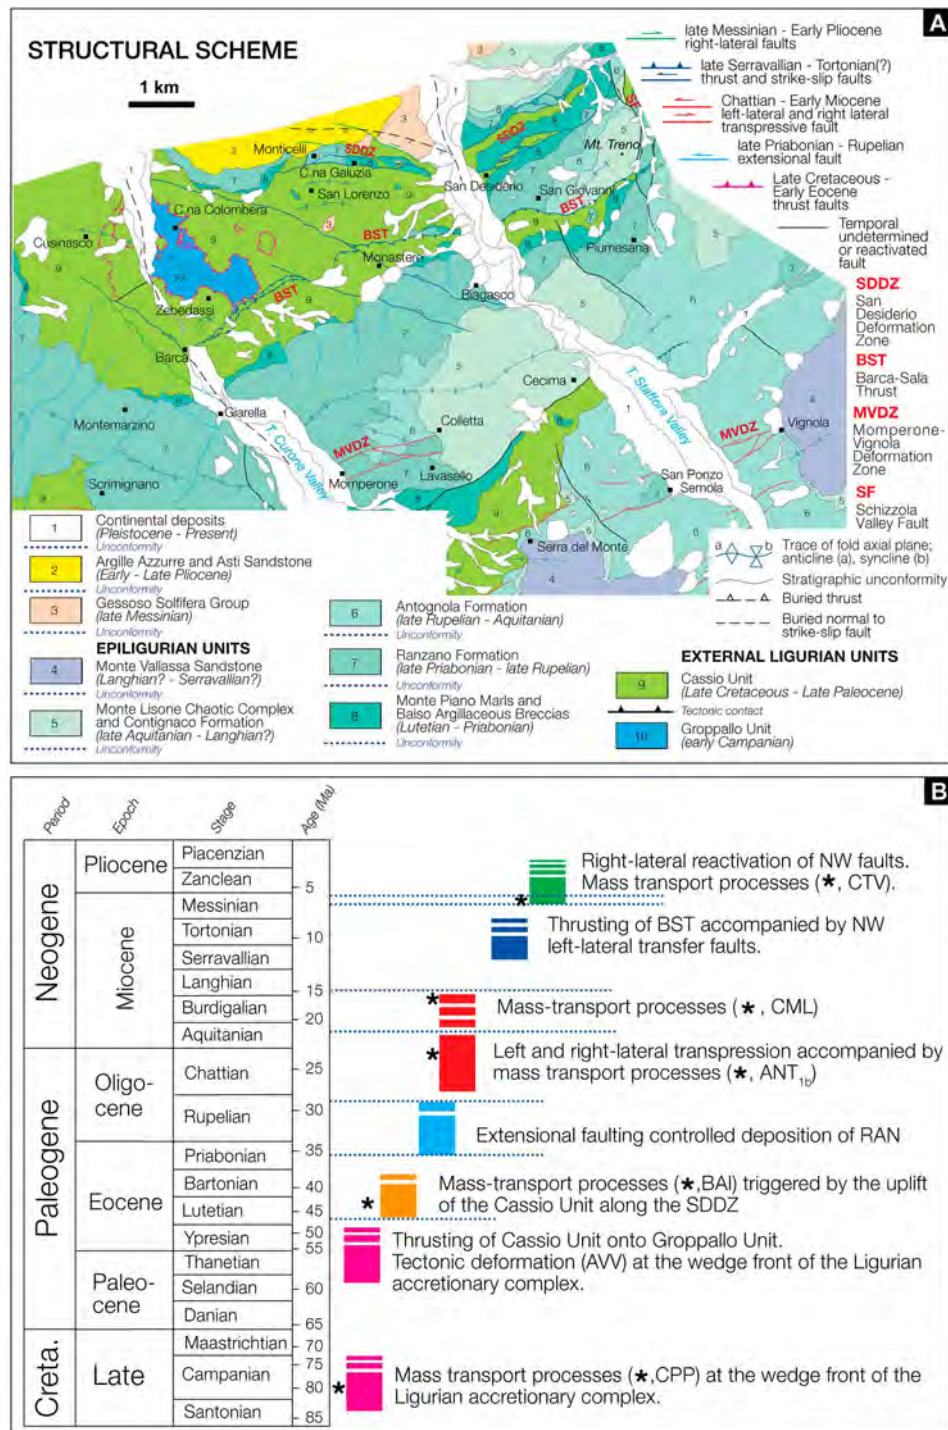 A
STRUCTURAL SCHEME
1 km
late Messinian - Early Pliocene
right-lateral faults
late Serravallian - Tortonian(?)
thrust and strike-slip faults
Chattian - Early Miocene
left-lateral and right lateral
transpressive fault
late Priabonian - Rupelian
extensional fault
Late Cretaceous -
Early Eocene
thrust faults
Temporal
undetermined
or reactivated
fault
SDDZ
San
Desiderio
Deformation
Zone
BST
Barca-Sala
Thrust
MVDZ
Momperone-
Vignola
Deformation
Zone
SF
Schizzola
Valley Fault
Monticelli
SDDZ
C.na Galuzia
San Lorenzo
C.na Colombera
Cusinasco
BST
Monastero
Zebedassi
BST
Barca
SDDZ
SF
Mt. Treno
San Desiderio
San Giovanni
BST
Piumesana
Biagasco
Cecima
T. Staffora Valley
Giarella
Montemarzino
T. Curone Valley
Colletta
MVDZ
Lavasello
Momperone
Scrimignano
MVDZ
Vignola
San Ponzo
Semola
Serra del Monte
1 Continental deposits
(Pleistocene - Present)
Unconformity
2 Argille Azzurre and Asti Sandstone
(Early - Late Pliocene)
Unconformity
3 Gessoso Solfifera Group
(late Messinian)
Unconformity
EPILIGURIAN UNITS
4 Monte Vallassa Sandstone
(Langhian? - Serravallian?)
Unconformity
5 Monte Lisone Chaotic Complex
and Contignaco Formation
(late Aquitanian - Langhian?)
Unconformity
6 Antognola Formation
(late Rupelian - Aquitanian)
Unconformity
7 Ranzano Formation
(late Priabonian - late Rupelian)
Unconformity
8 Monte Piano Marls and
Baiso Argillaceous Breccias
(Lutetian - Priabonian)
Unconformity
a b Trace of fold axial plane;
anticline (a), syncline (b)
Stratigraphic unconformity
Buried thrust
Buried normal to
strike-slip fault
EXTERNAL LIGURIAN UNITS
9 Cassio Unit
(Late Cretaceous - Late Paleocene)
Tectonic contact
10 Groppallo Unit
(early Campanian)
B
Period Epoch Stage Age (Ma)
Neogene
Paleogene
Creta.
Pliocene
Miocene
Oligo-
cene
Eocene
Paleo-
cene
Late
Piacenzian
Zanclean
Messinian
Tortonian
Serravallian
Langhian
Burdigalian
Aquitanian
Chattian
Rupelian
Priabonian
Bartonian
Lutetian
Ypresian
Thanetian
Selandian
Danian
Maastrichtian
Campanian
Santonian
5
10
15
20
25
30
35
40
45
50
55
60
65
70
75
80
85
Right-lateral reactivation of NW faults.
Mass transport processes (*, CTV).
Thrusting of BST accompanied by NW
left-lateral transfer faults.
Mass-transport processes (*, CML)
Left and right-lateral transpression accompanied by
mass transport processes (*, ANT1b)
Extensional faulting controlled deposition of RAN
Mass-transport processes (*,BAI) triggered by the uplift
of the Cassio Unit along the SDDZ
Thrusting of Cassio Unit onto Groppallo Unit.
Tectonic deformation (AVV) at the wedge front of the Ligurian
accretionary complex.
Mass transport processes (*,CPP) at the wedge front of the
Ligurian accretionary complex.